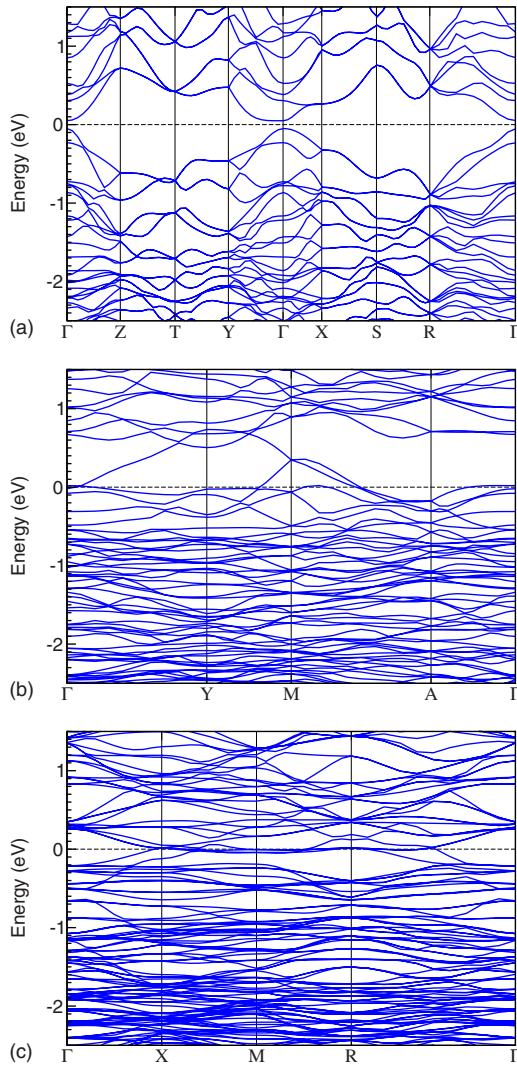 1
0
-1
-2
Energy (eV)
(a)
Γ Z T Y Γ X S R Γ
1
0
-1
-2
Energy (eV)
(b)
Γ Y M A Γ
1
0
-1
-2
Energy (eV)
(c)
Γ X M R Γ